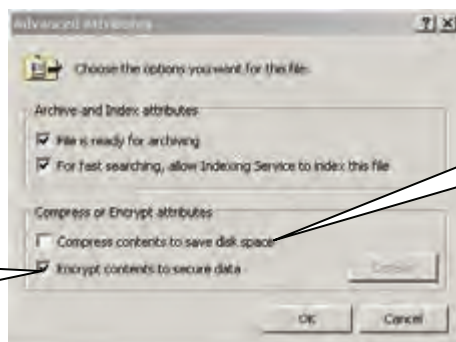 Advanced Attributes
Choose the options you want for this file.
Archive and Index attributes
File is ready for archiving
For fast searching, allow Indexing Service to index this file
Compress or Encrypt attributes
Compress contents to save disk space
Encrypt contents to secure data
Details
OK
Cancel